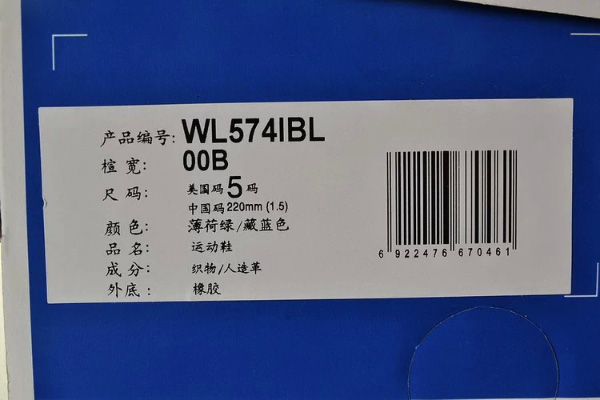 产品编号: WL574IBL
楦 宽: 00B
尺 码: 美国码 5 码
中国码 220mm (1.5)
颜 色: 薄荷绿/藏蓝色
品 名: 运动鞋
成 分: 织物/人造革
外 底: 橡胶
6 922476 670461